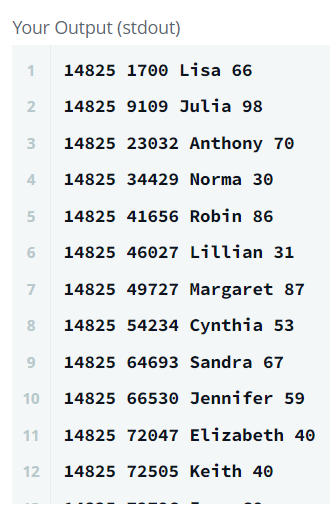 Your Output (stdout)
1 14825 1700 Lisa 66
2 14825 9109 Julia 98
3 14825 23032 Anthony 70
4 14825 34429 Norma 30
5 14825 41656 Robin 86
6 14825 46027 Lillian 31
7 14825 49727 Margaret 87
8 14825 54234 Cynthia 53
9 14825 64693 Sandra 67
10 14825 66530 Jennifer 59
11 14825 72047 Elizabeth 40
12 14825 72505 Keith 40